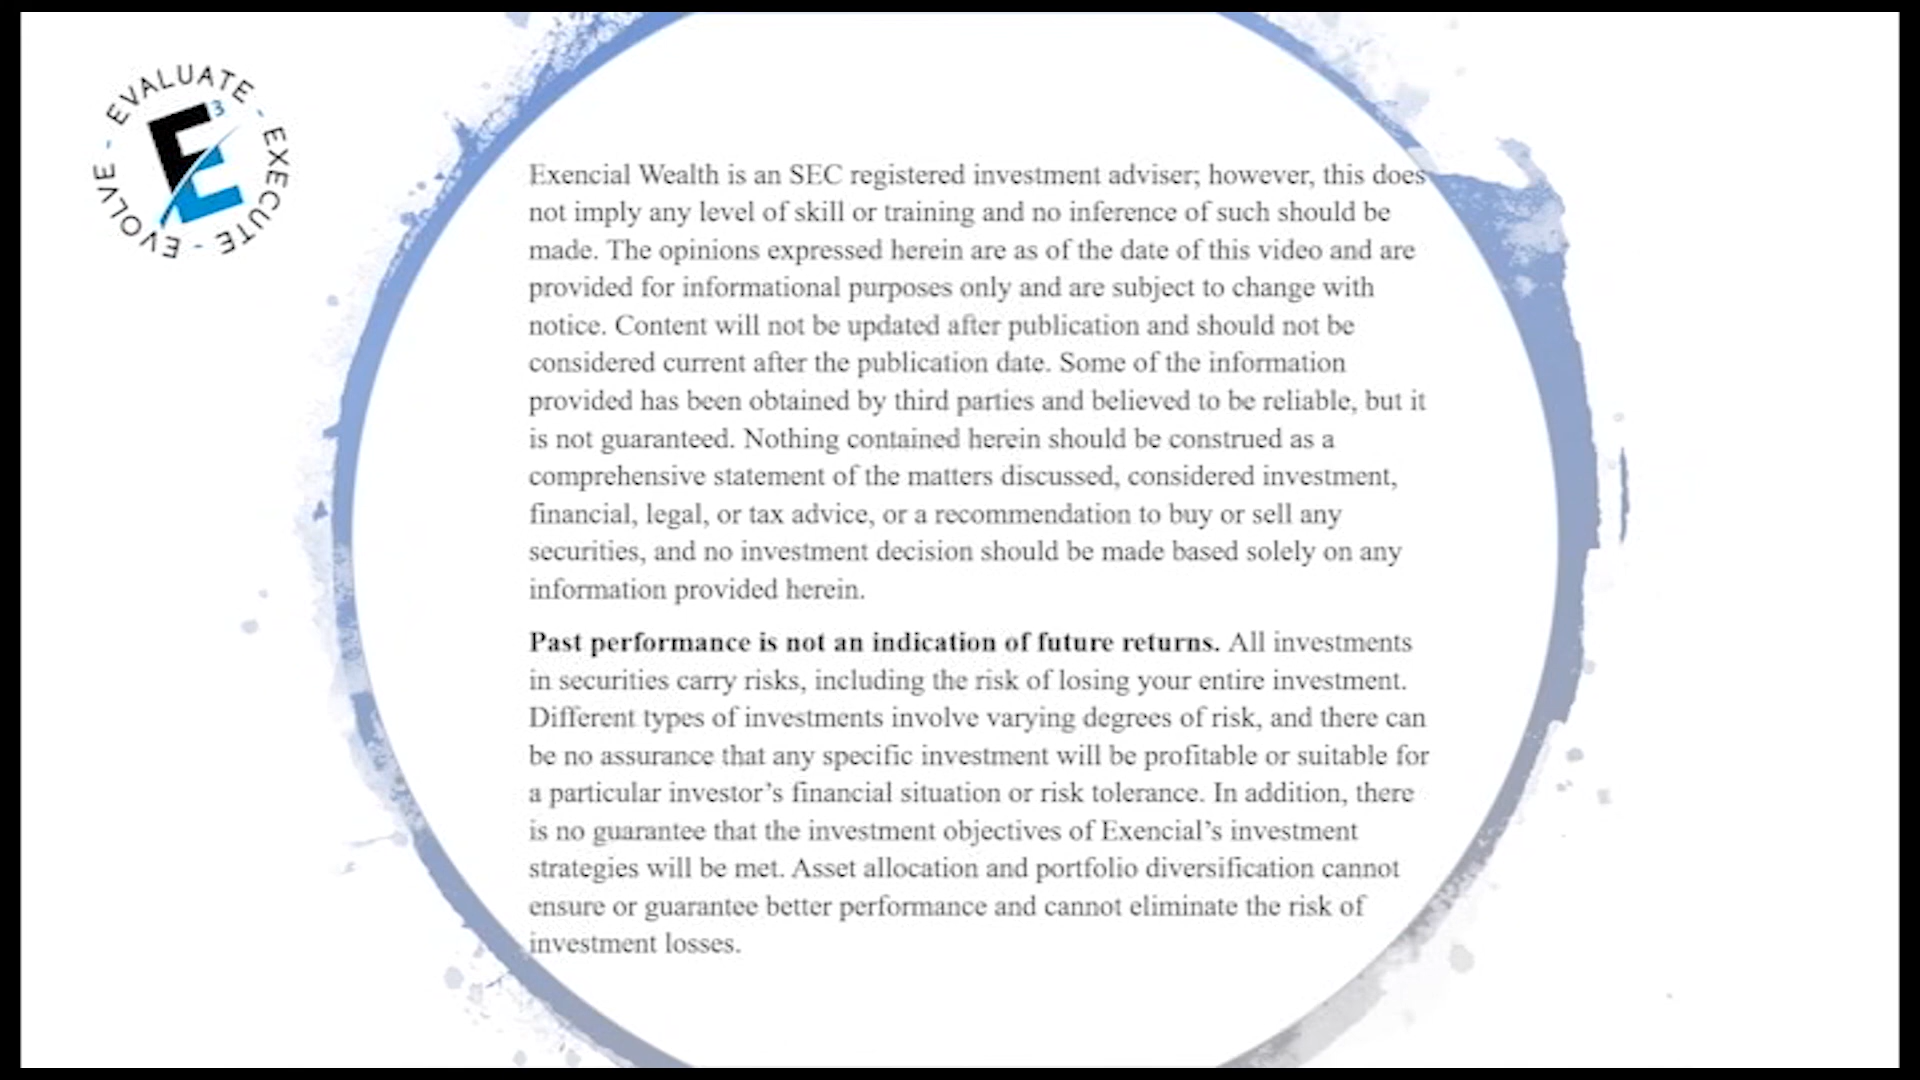 EVALUATE - EXECUTE - EVOLVE -
E3
Exencial Wealth is an SEC registered investment adviser; however, this does
not imply any level of skill or training and no inference of such should be
made. The opinions expressed herein are as of the date of this video and are
provided for informational purposes only and are subject to change with
notice. Content will not be updated after publication and should not be
considered current after the publication date. Some of the information
provided has been obtained by third parties and believed to be reliable, but it
is not guaranteed. Nothing contained herein should be construed as a
comprehensive statement of the matters discussed, considered investment,
financial, legal, or tax advice, or a recommendation to buy or sell any
securities, and no investment decision should be made based solely on any
information provided herein.
Past performance is not an indication of future returns. All investments
in securities carry risks, including the risk of losing your entire investment.
Different types of investments involve varying degrees of risk, and there can
be no assurance that any specific investment will be profitable or suitable for
a particular investor’s financial situation or risk tolerance. In addition, there
is no guarantee that the investment objectives of Exencial’s investment
strategies will be met. Asset allocation and portfolio diversification cannot
ensure or guarantee better performance and cannot eliminate the risk of
investment losses.